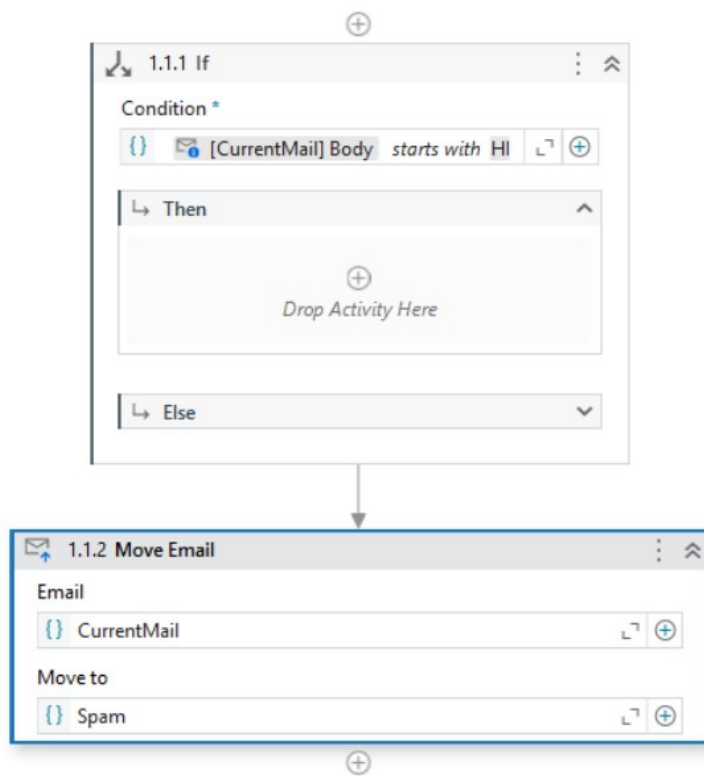 1.1.1 If
Condition *
{} [CurrentMail] Body starts with HI
Then
Drop Activity Here
Else
1.1.2 Move Email
Email
{} CurrentMail
Move to
{} Spam